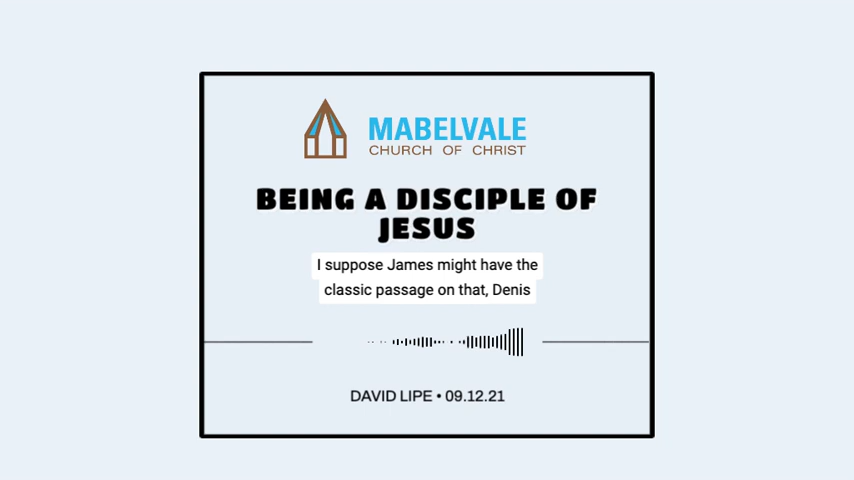 MABELVALE
CHURCH OF CHRIST
BEING A DISCIPLE OF
JESUS
I suppose James might have the
classic passage on that, Denis
DAVID LIPE • 09.12.21